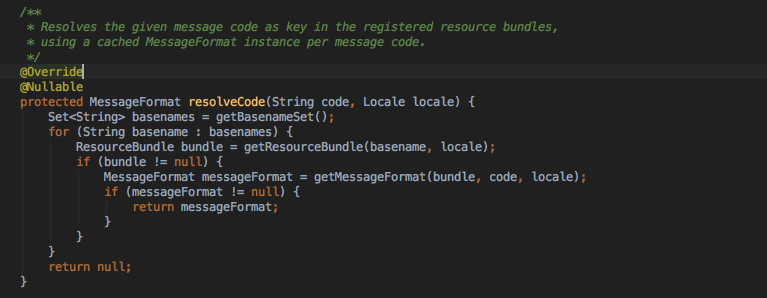 /**
 * Resolves the given message code as key in the registered resource bundles,
 * using a cached MessageFormat instance per message code.
 */
@Override
@Nullable
protected MessageFormat resolveCode(String code, Locale locale) {
    Set<String> basenames = getBasenameSet();
    for (String basename : basenames) {
        ResourceBundle bundle = getResourceBundle(basename, locale);
        if (bundle != null) {
            MessageFormat messageFormat = getMessageFormat(bundle, code, locale);
            if (messageFormat != null) {
                return messageFormat;
            }
        }
    }
    return null;
}